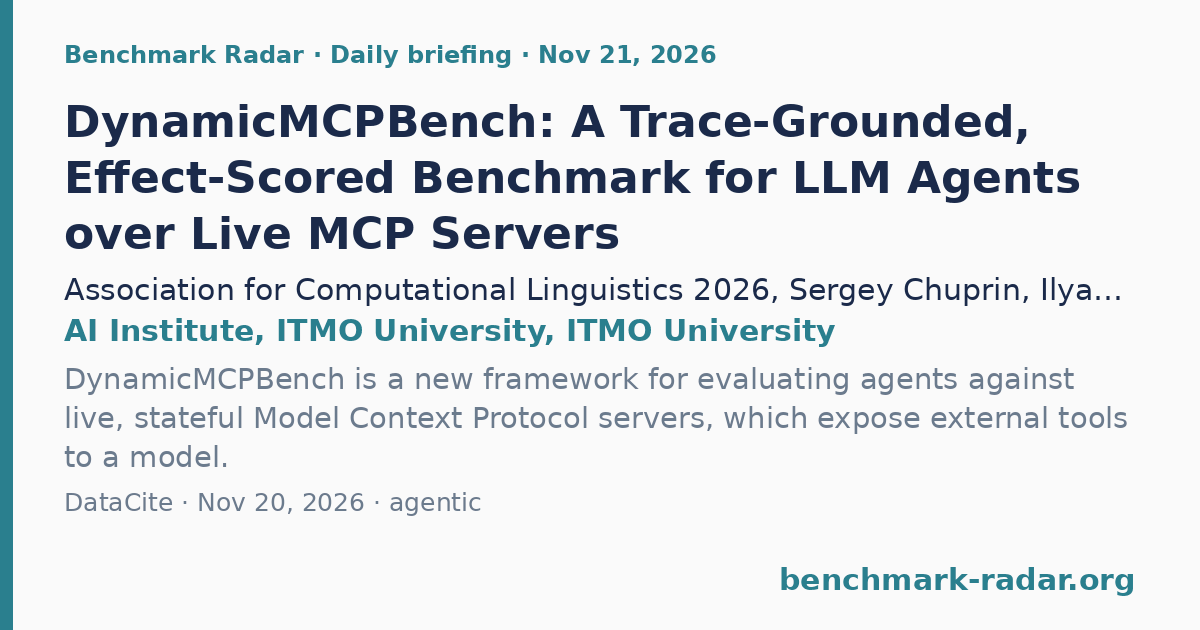 Benchmark Radar · Daily briefing · Nov 21, 2026
DynamicMCPBench: A Trace-Grounded,
Effect-Scored Benchmark for LLM Agents
over Live MCP Servers
Association for Computational Linguistics 2026, Sergey Chuprin, Ilya…
AI Institute, ITMO University, ITMO University
DynamicMCPBench is a new framework for evaluating agents against
live, stateful Model Context Protocol servers, which expose external tools
to a model.
DataCite · Nov 20, 2026 · agentic
benchmark-radar.org